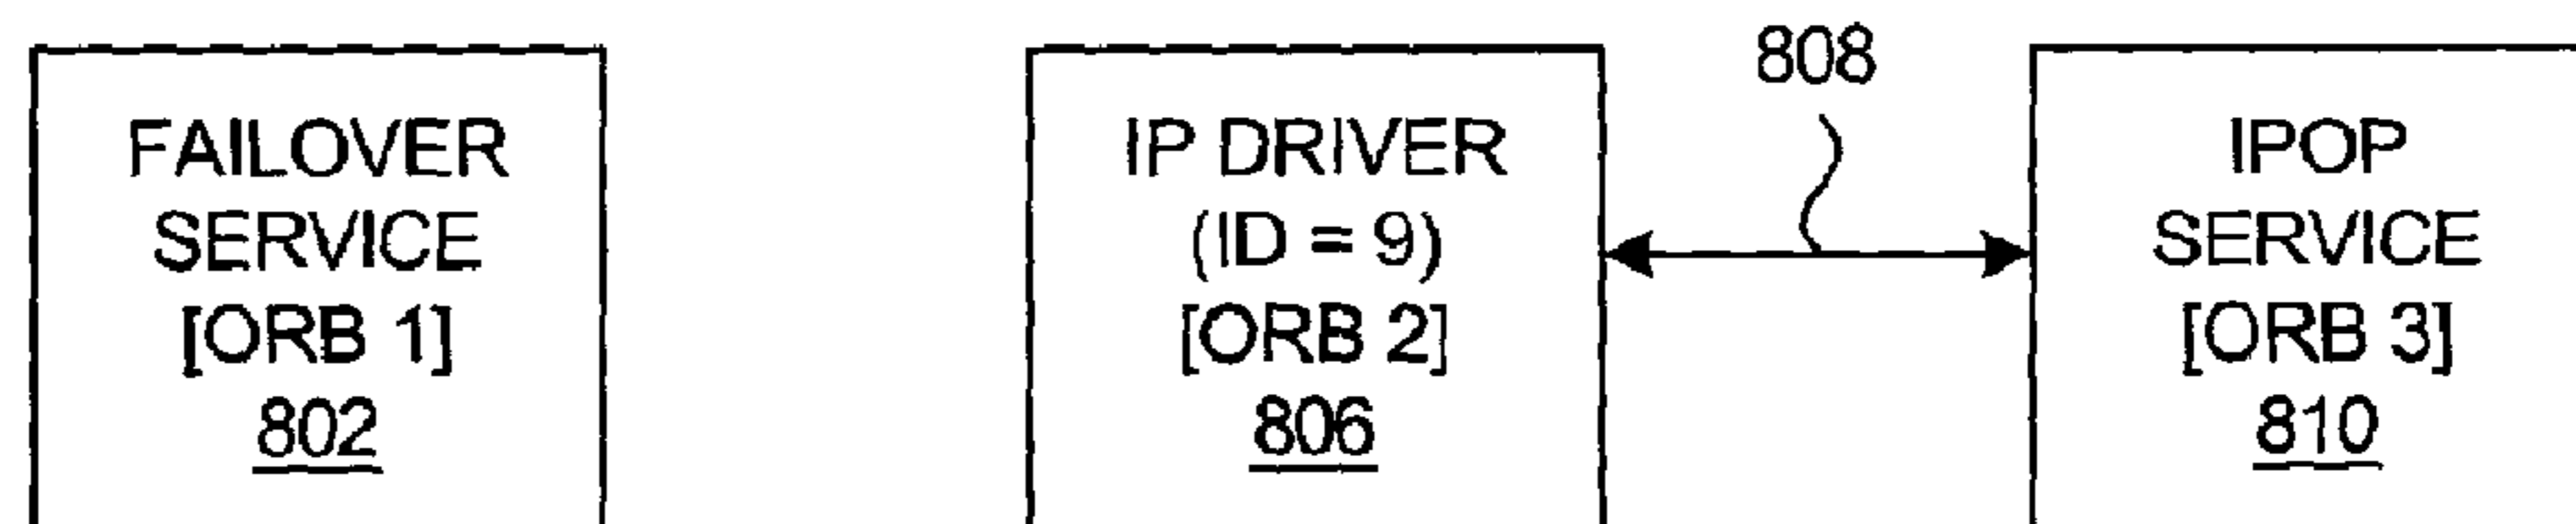 FAILOVER
SERVICE
[ORB 1]
802
IP DRIVER
(ID = 9)
[ORB 2]
806
808
IPOP
SERVICE
[ORB 3]
810